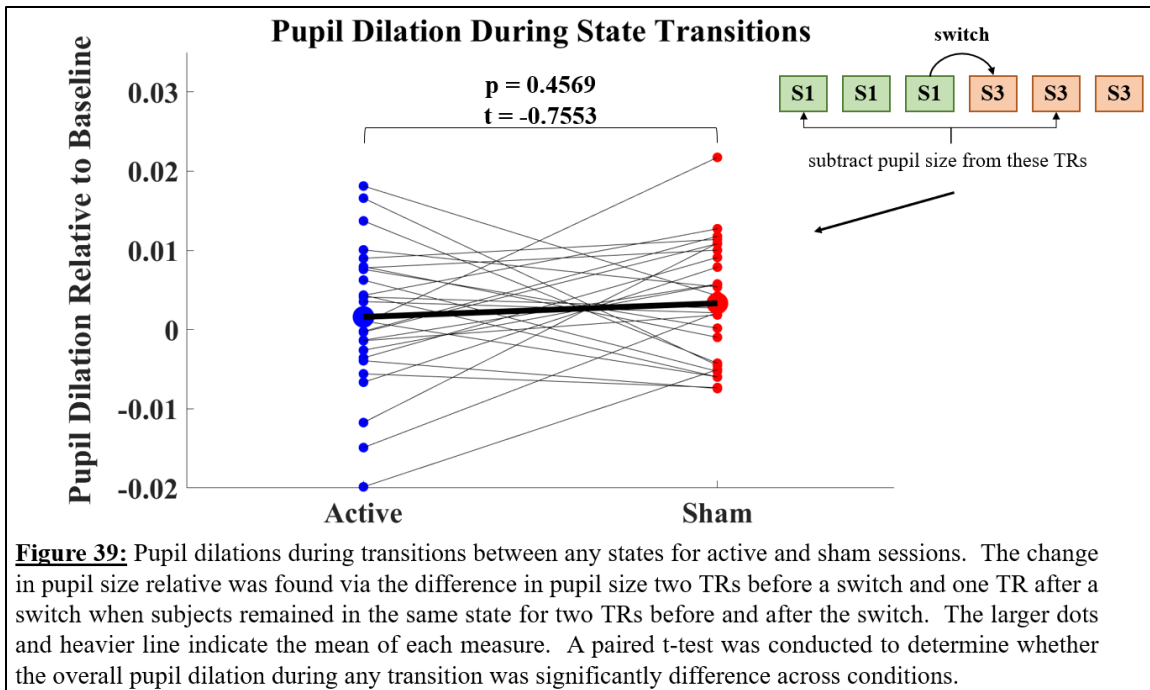 Pupil Dilation During State Transitions
switch
p = 0.4569
t = -0.7553
S1 S1 S1 S3 S3 S3
subtract pupil size from these TRs
Pupil Dilation Relative to Baseline
0.03
0.02
0.01
0
-0.01
-0.02
Active Sham
Figure 39: Pupil dilations during transitions between any states for active and sham sessions. The change
in pupil size relative was found via the difference in pupil size two TRs before a switch and one TR after a
switch when subjects remained in the same state for two TRs before and after the switch. The larger dots
and heavier line indicate the mean of each measure. A paired t-test was conducted to determine whether
the overall pupil dilation during any transition was significantly difference across conditions.